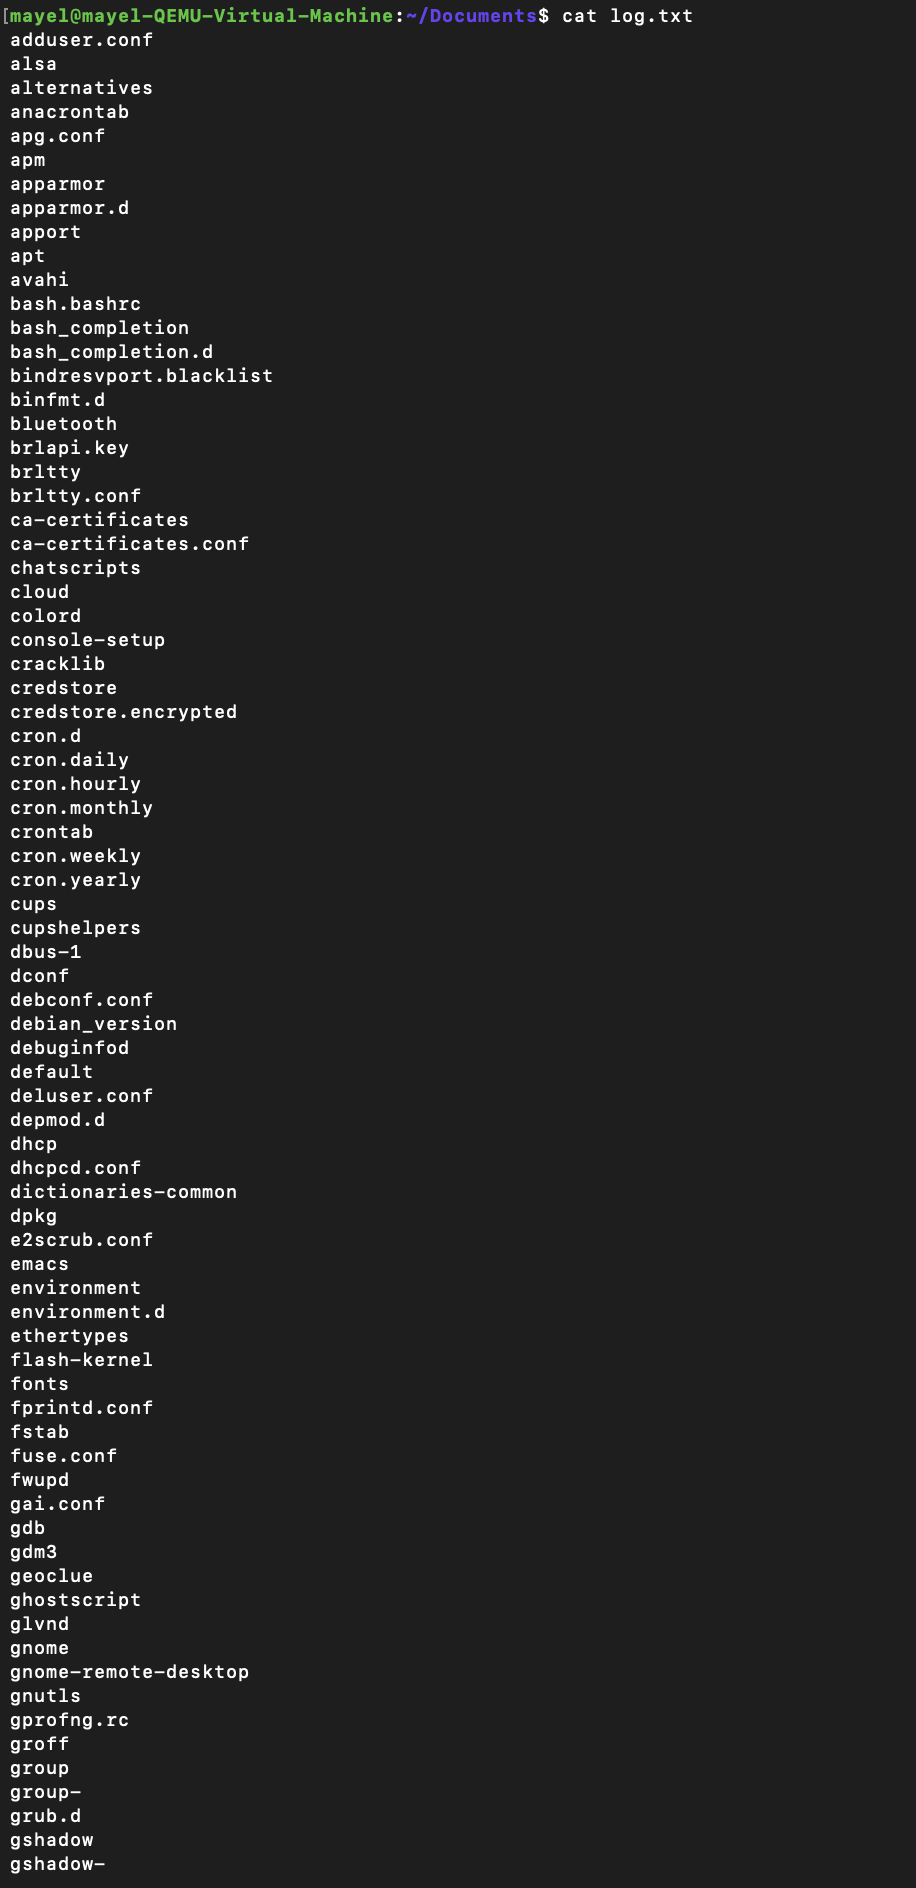 [mayel@mayel-QEMU-Virtual-Machine:~/Documents$ cat log.txt
adduser.conf
alsa
alternatives
anacrontab
apg.conf
apm
apparmor
apparmor.d
apport
apt
avahi
bash.bashrc
bash_completion
bash_completion.d
bindresvport.blacklist
binfmt.d
bluetooth
brlapi.key
brltty
brltty.conf
ca-certificates
ca-certificates.conf
chatscripts
cloud
colord
console-setup
cracklib
credstore
credstore.encrypted
cron.d
cron.daily
cron.hourly
cron.monthly
crontab
cron.weekly
cron.yearly
cups
cupshelpers
dbus-1
dconf
debconf.conf
debian_version
debuginfod
default
deluser.conf
depmod.d
dhcp
dhcpcd.conf
dictionaries-common
dpkg
e2scrub.conf
emacs
environment
environment.d
ethertypes
flash-kernel
fonts
fprintd.conf
fstab
fuse.conf
fwupd
gai.conf
gdb
gdm3
geoclue
ghostscript
glvnd
gnome
gnome-remote-desktop
gnutls
gprofng.rc
groff
group
group-
grub.d
gshadow
gshadow-